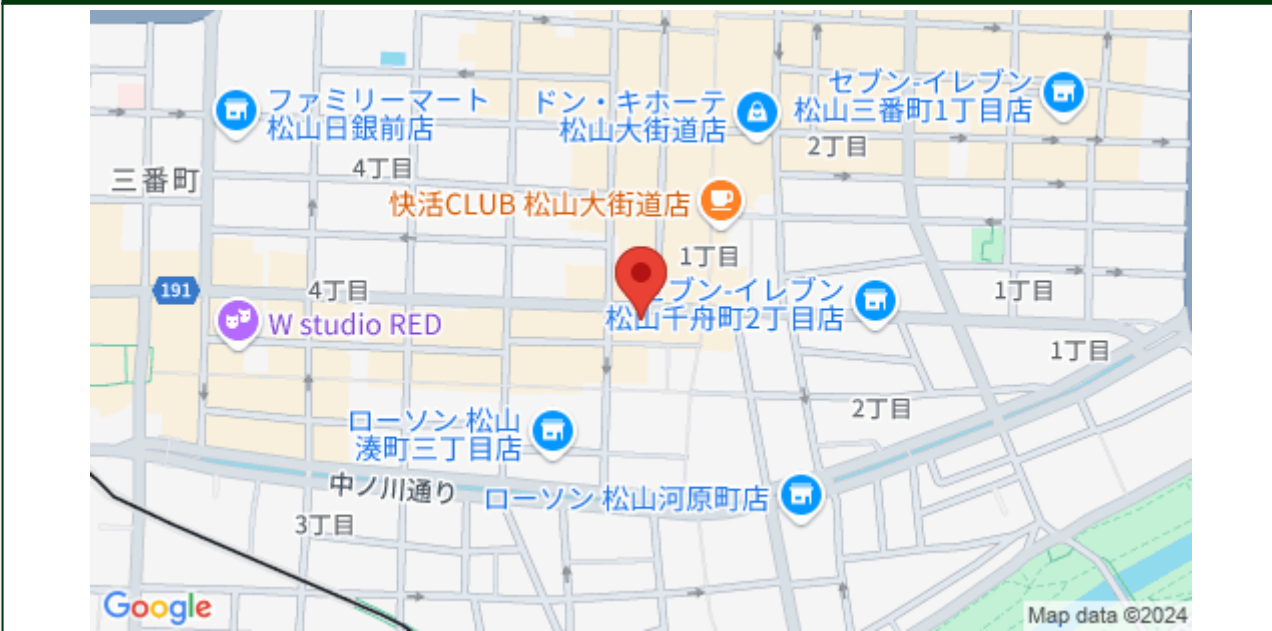 ファミリーマート
松山日銀前店
ドン・キホーテ
松山大街道店
セブン-イレブン
松山三番町1丁目店
2丁目
4丁目
三番町
快活CLUB 松山大街道店
1丁目
191
4丁目
セブン-イレブン
松山千舟町2丁目店
1丁目
W studio RED
1丁目
2丁目
ローソン 松山
湊町三丁目店
中ノ川通り
ローソン 松山河原町店
3丁目
Google
Map data ©2024